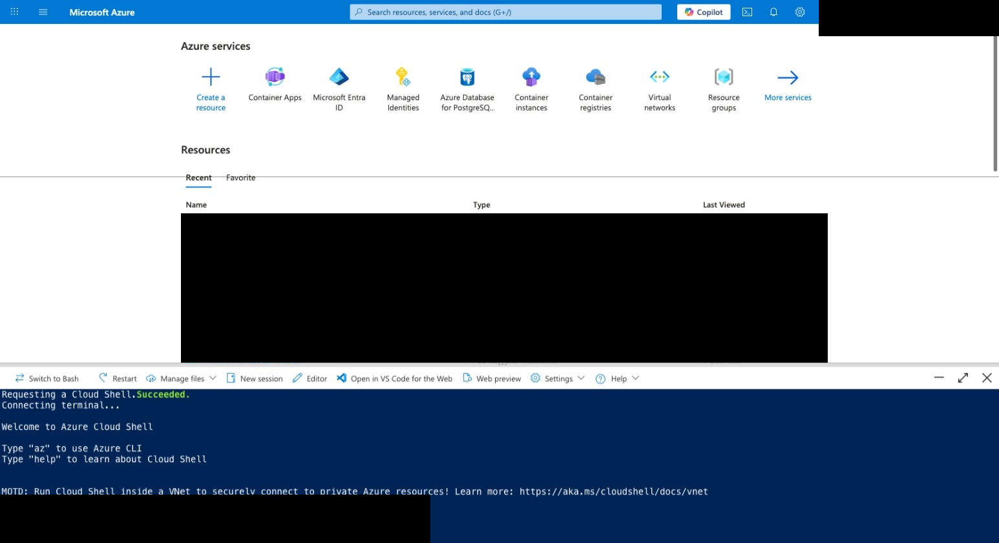 Microsoft Azure
Search resources, services, and docs (G+/)
Copilot
Azure services
Create a resource
Container Apps
Microsoft Entra ID
Managed Identities
Azure Database for PostgreSQ...
Container instances
Container registries
Virtual networks
Resource groups
More services
Resources
Recent Favorite
Name Type Last Viewed
Switch to Bash Restart Manage files New session Editor Open in VS Code for the Web Web preview Settings Help
Requesting a Cloud Shell.Succeeded.
Connecting terminal...
Welcome to Azure Cloud Shell
Type "az" to use Azure CLI
Type "help" to learn about Cloud Shell
MOTD: Run Cloud Shell inside a VNet to securely connect to private Azure resources! Learn more: https://aka.ms/cloudshell/docs/vnet